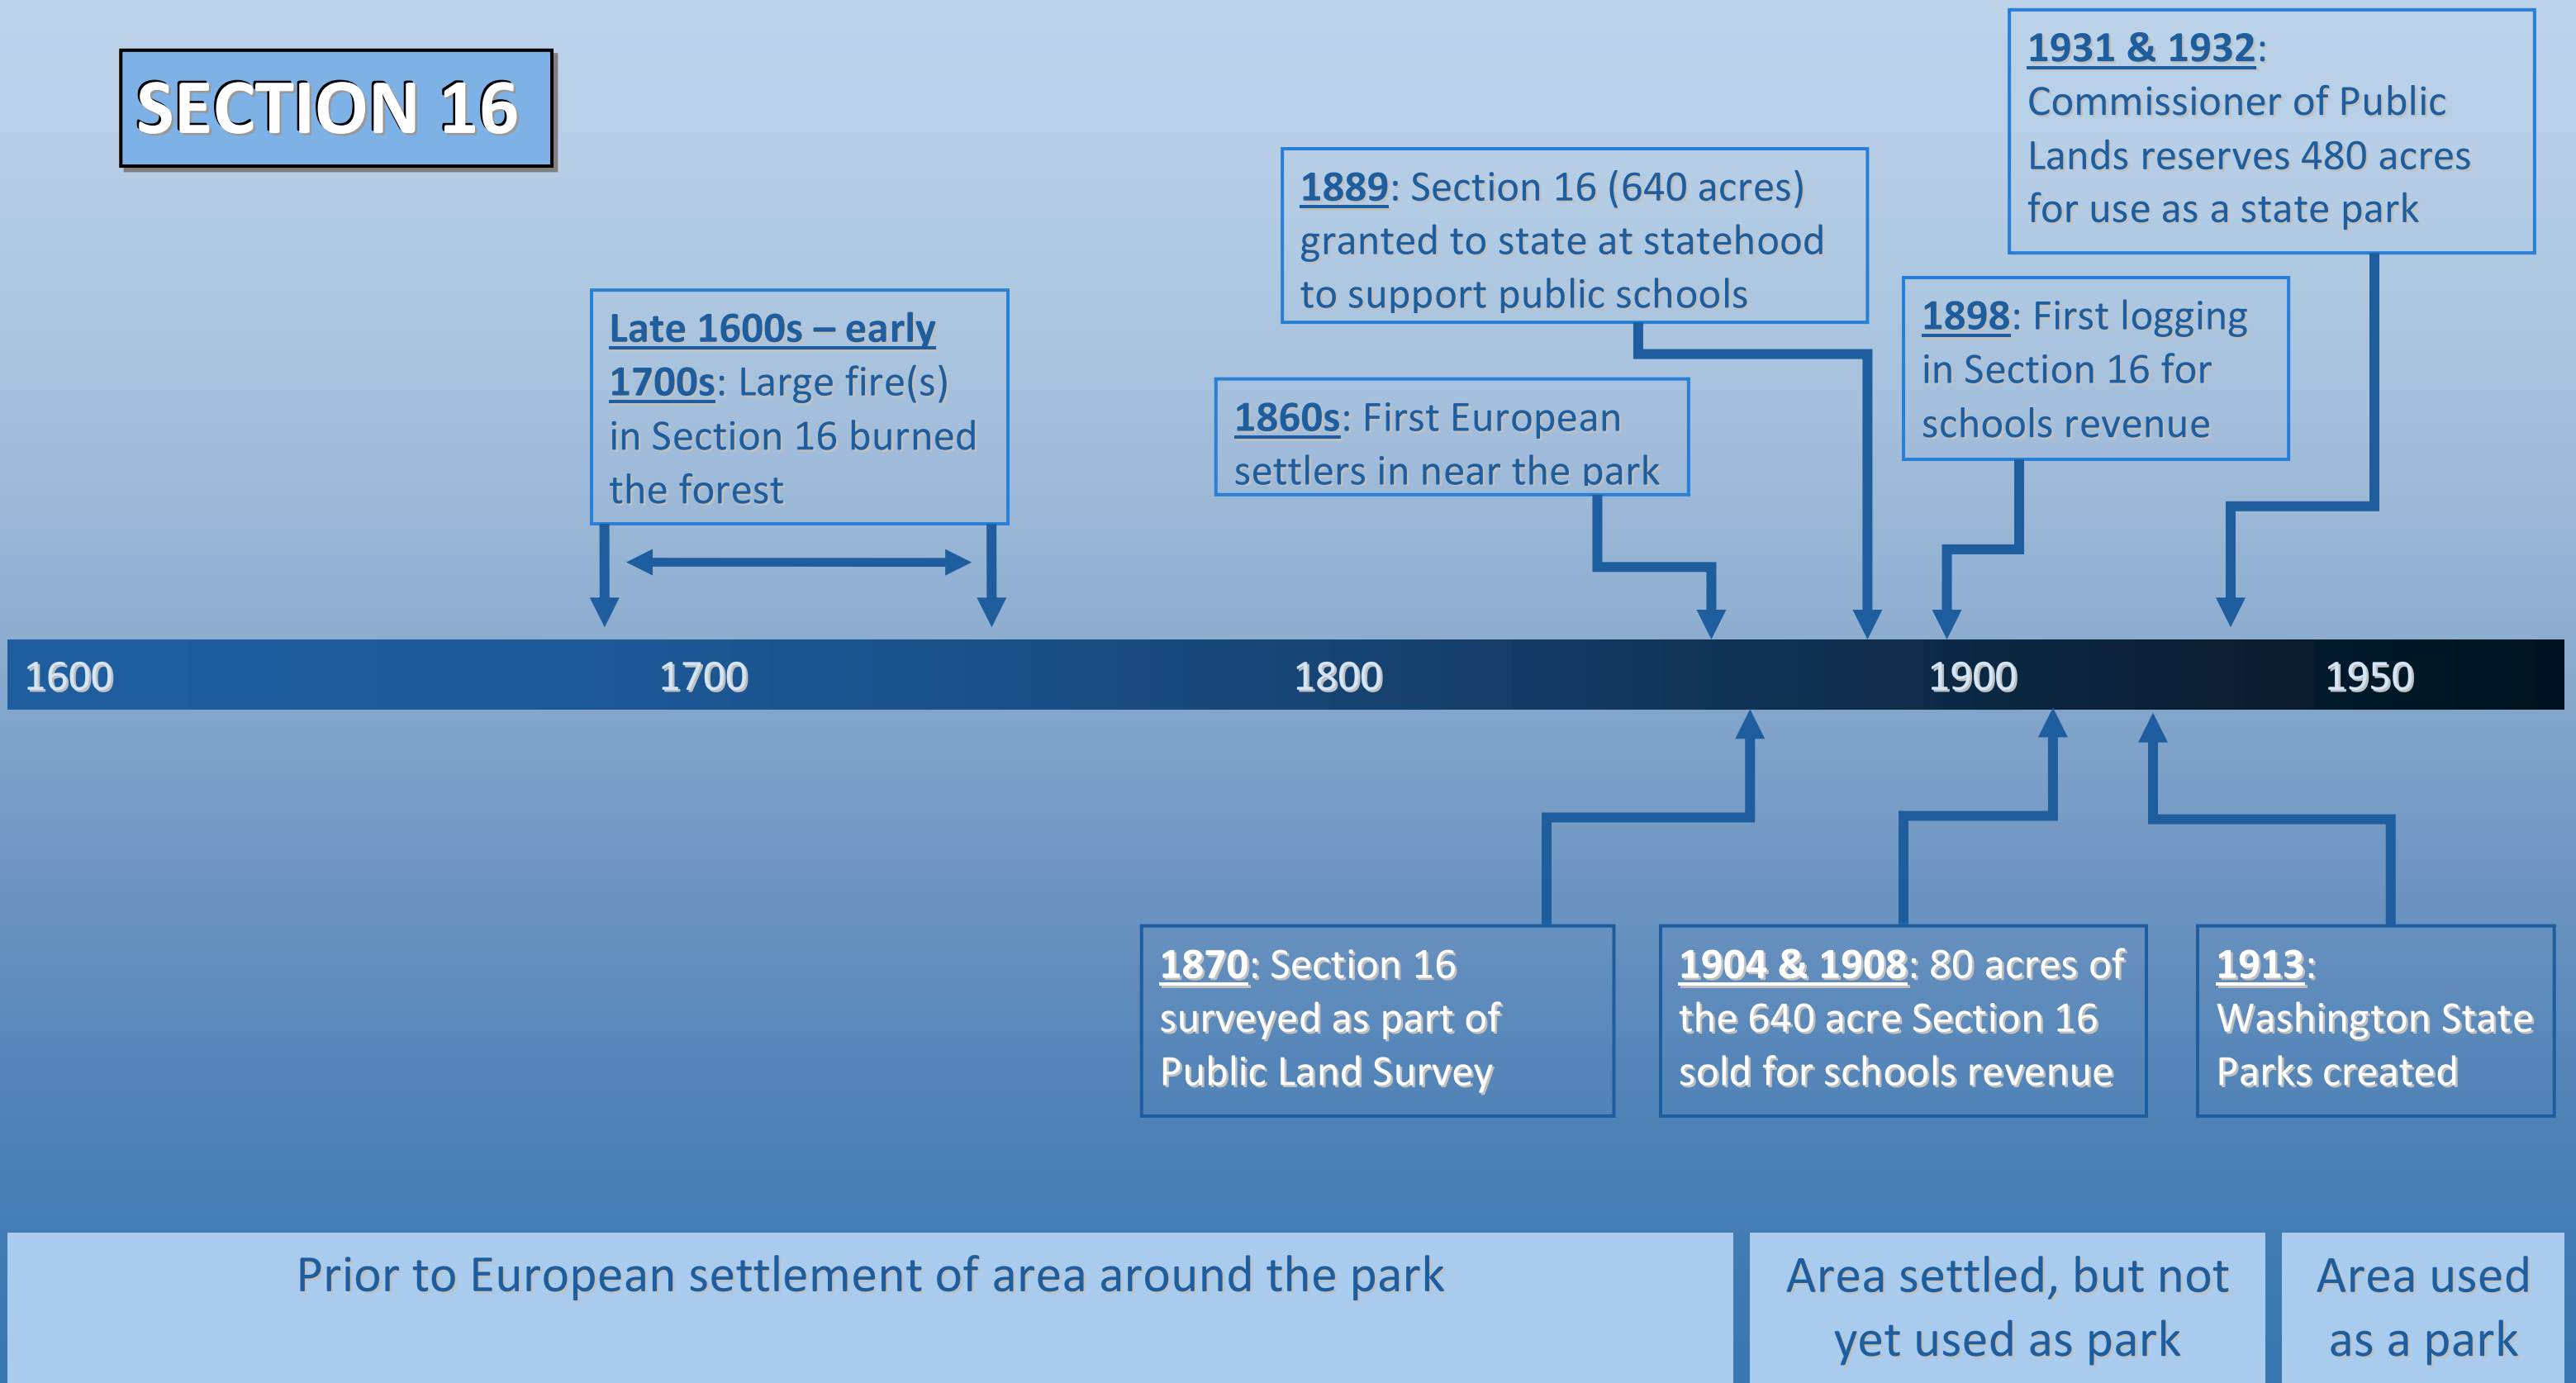 SECTION 16
1931 & 1932:
Commissioner of Public
Lands reserves 480 acres
for use as a state park
1889: Section 16 (640 acres)
granted to state at statehood
to support public schools
1898: First logging
in Section 16 for
schools revenue
Late 1600s – early
1700s: Large fire(s)
in Section 16 burned
the forest
1860s: First European
settlers in near the park
1600
1700
1800
1900
1950
1870: Section 16
surveyed as part of
Public Land Survey
1904 & 1908: 80 acres of
the 640 acre Section 16
sold for schools revenue
1913:
Washington State
Parks created
Prior to European settlement of area around the park
Area settled, but not
yet used as park
Area used
as a park